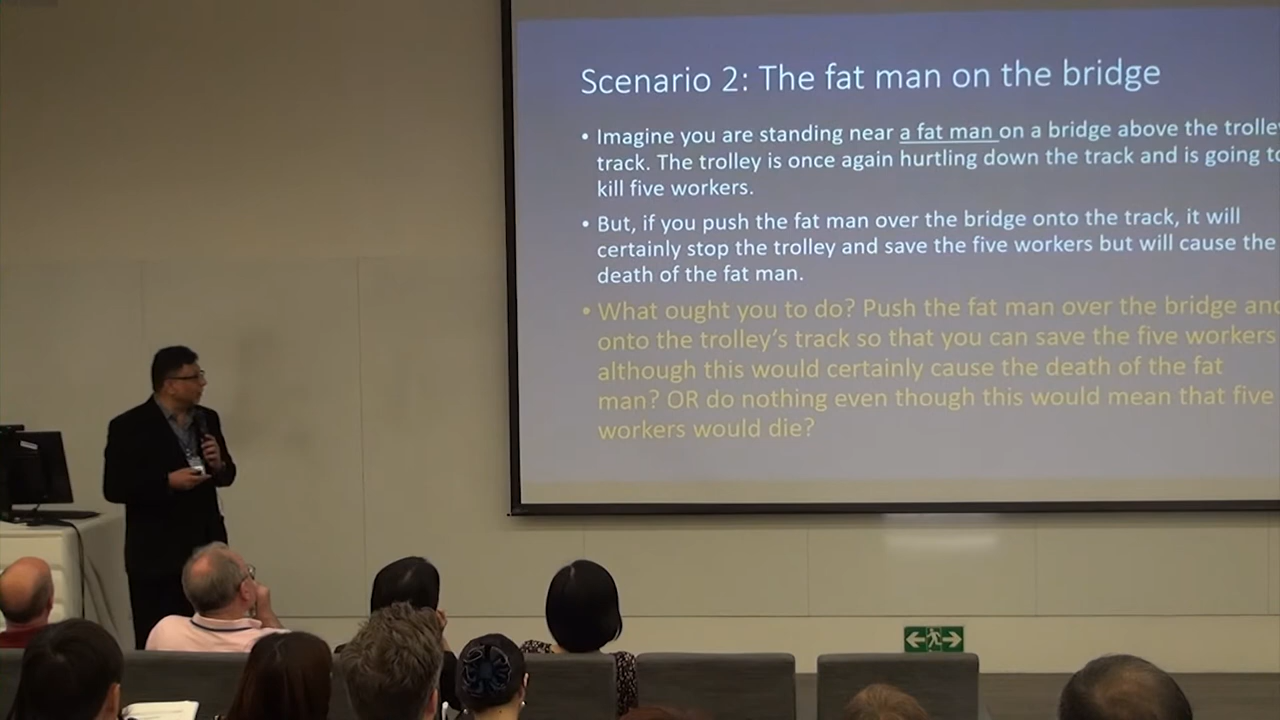 Scenario 2: The fat man on the bridge
• Imagine you are standing near a fat man on a bridge above the trolley
track. The trolley is once again hurtling down the track and is going to
kill five workers.
• But, if you push the fat man over the bridge onto the track, it will
certainly stop the trolley and save the five workers but will cause the
death of the fat man.
• What ought you to do? Push the fat man over the bridge and
onto the trolley's track so that you can save the five workers
although this would certainly cause the death of the fat
man? OR do nothing even though this would mean that five
workers would die?